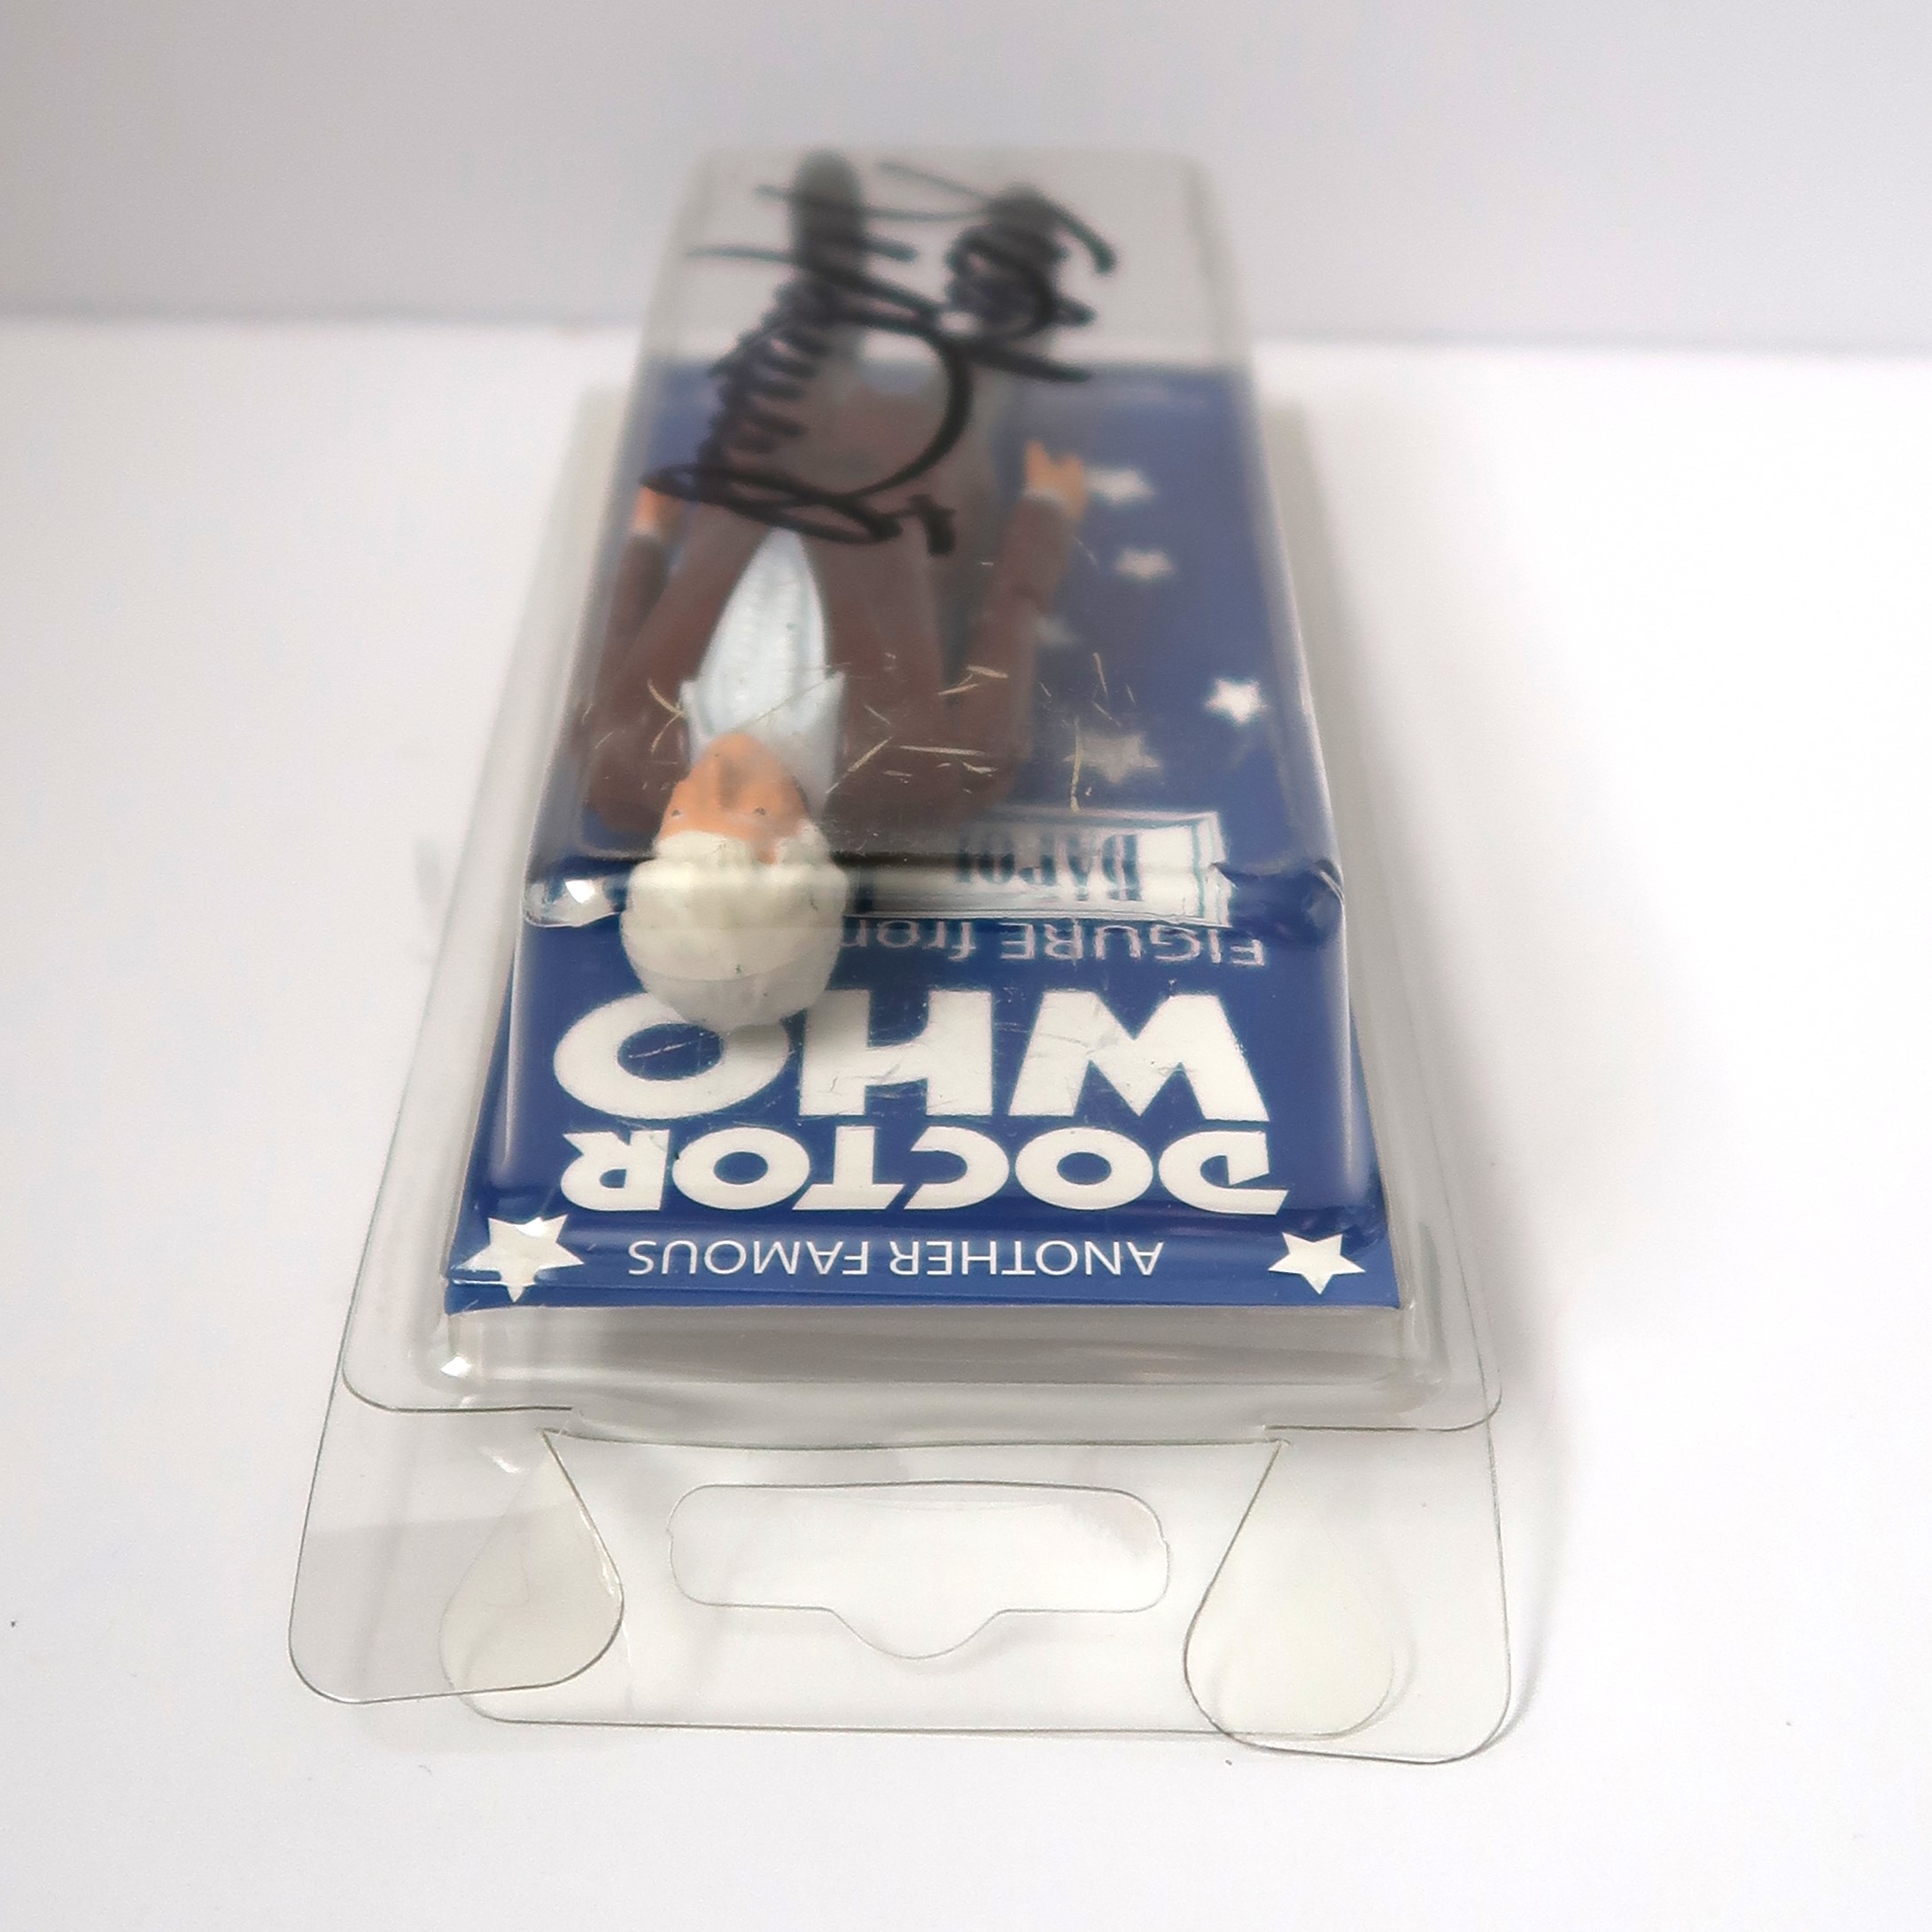 ANOTHER FAMOUS
DOCTOR
WHO
FIGURE from
DAPOL